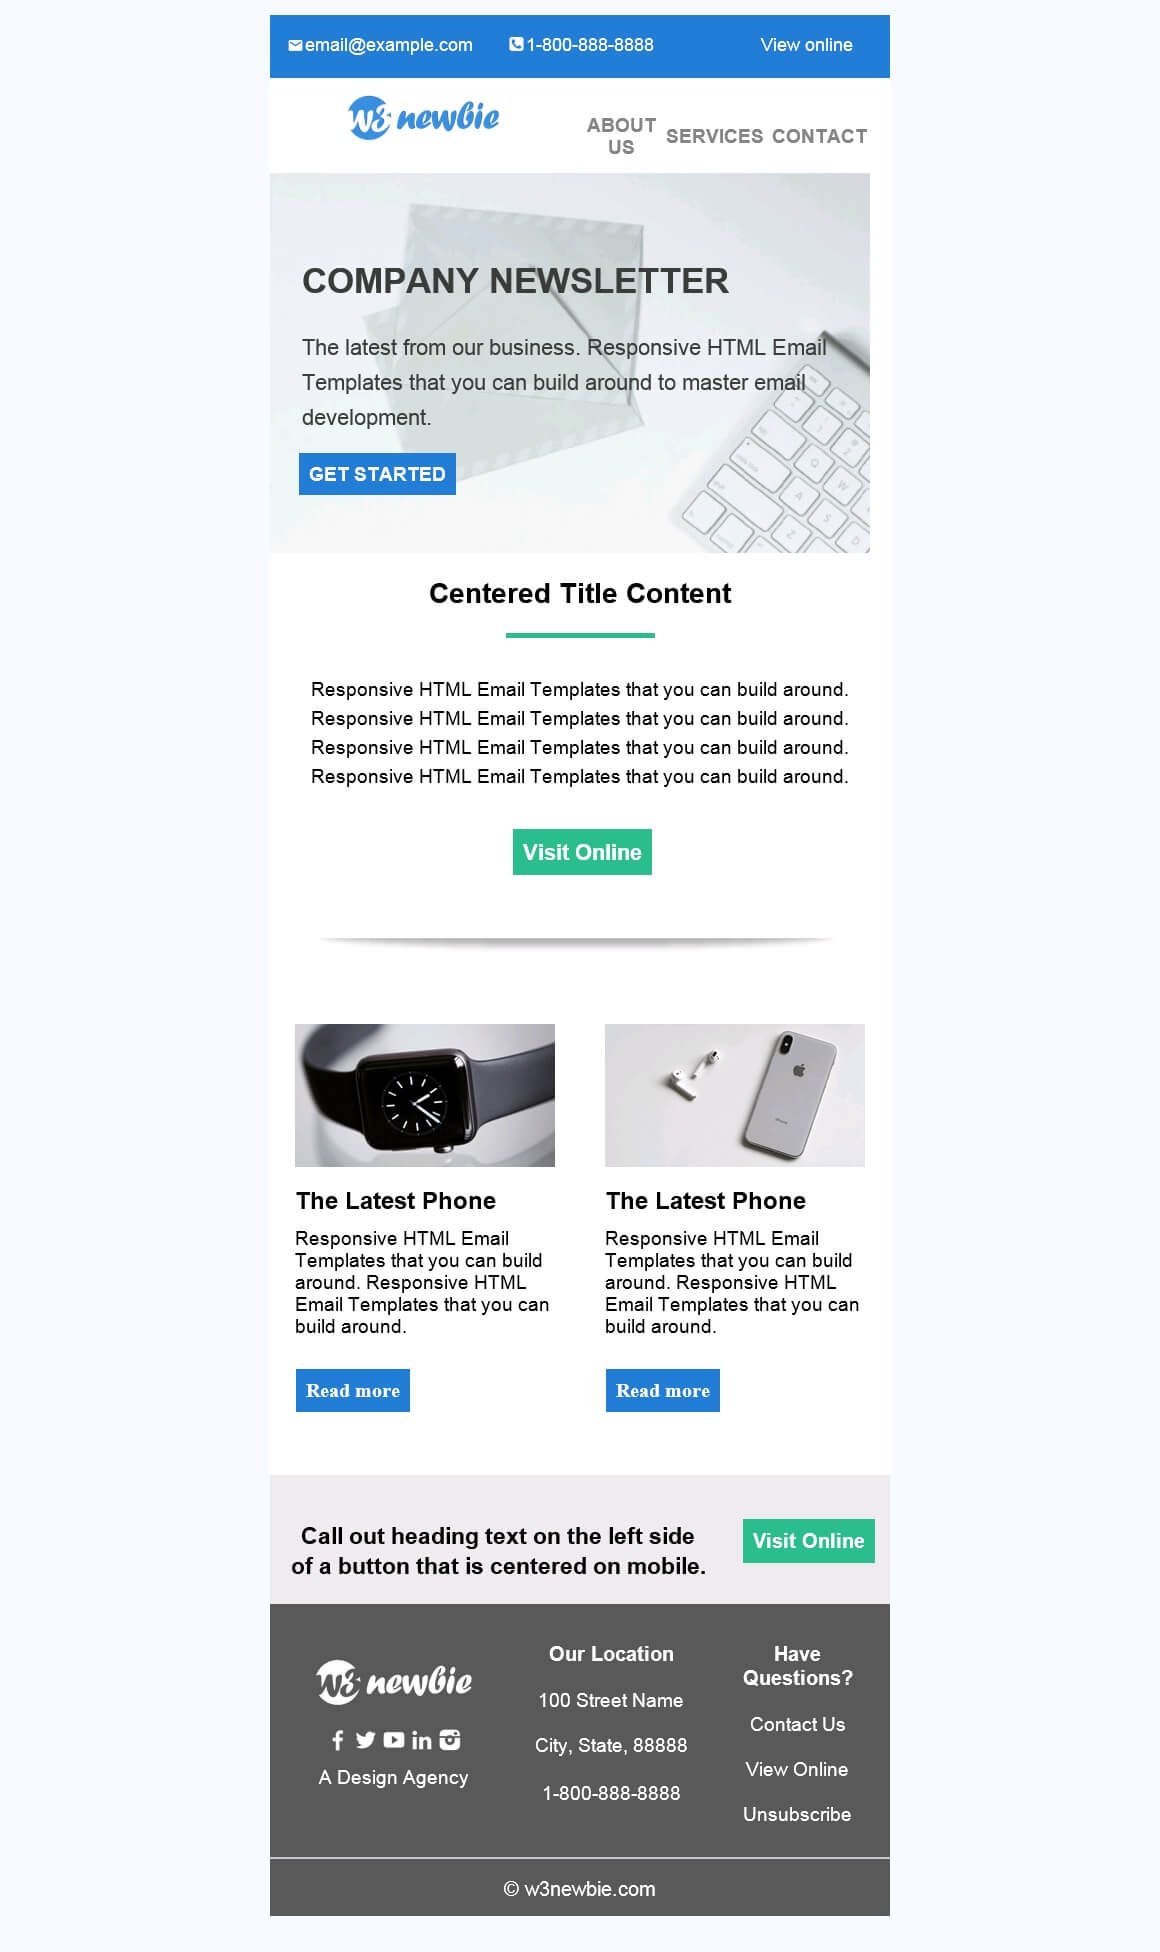 email@example.com 1-800-888-8888 View online
w3 newbie
ABOUT US SERVICES CONTACT
COMPANY NEWSLETTER
The latest from our business. Responsive HTML Email
Templates that you can build around to master email
development.
GET STARTED
Centered Title Content
Responsive HTML Email Templates that you can build around.
Responsive HTML Email Templates that you can build around.
Responsive HTML Email Templates that you can build around.
Responsive HTML Email Templates that you can build around.
Visit Online
The Latest Phone
Responsive HTML Email
Templates that you can build
around. Responsive HTML
Email Templates that you can
build around.
Read more
The Latest Phone
Responsive HTML Email
Templates that you can build
around. Responsive HTML
Email Templates that you can
build around.
Read more
Call out heading text on the left side
of a button that is centered on mobile.
Visit Online
w3 newbie
A Design Agency
Our Location
100 Street Name
City, State, 88888
1-800-888-8888
Have
Questions?
Contact Us
View Online
Unsubscribe
© w3newbie.com